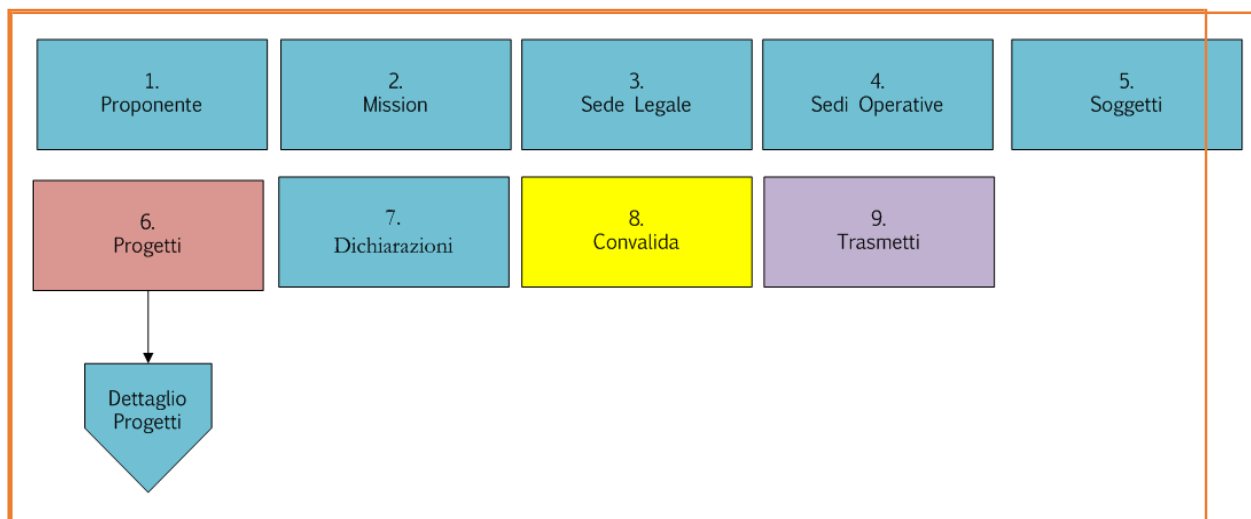 1.
Proponente
2.
Mission
3.
Sede Legale
4.
Sedi Operative
5.
Soggetti
6.
Progetti
7.
Dichiarazioni
8.
Convalida
9.
Trasmetti
Dettaglio
Progetti